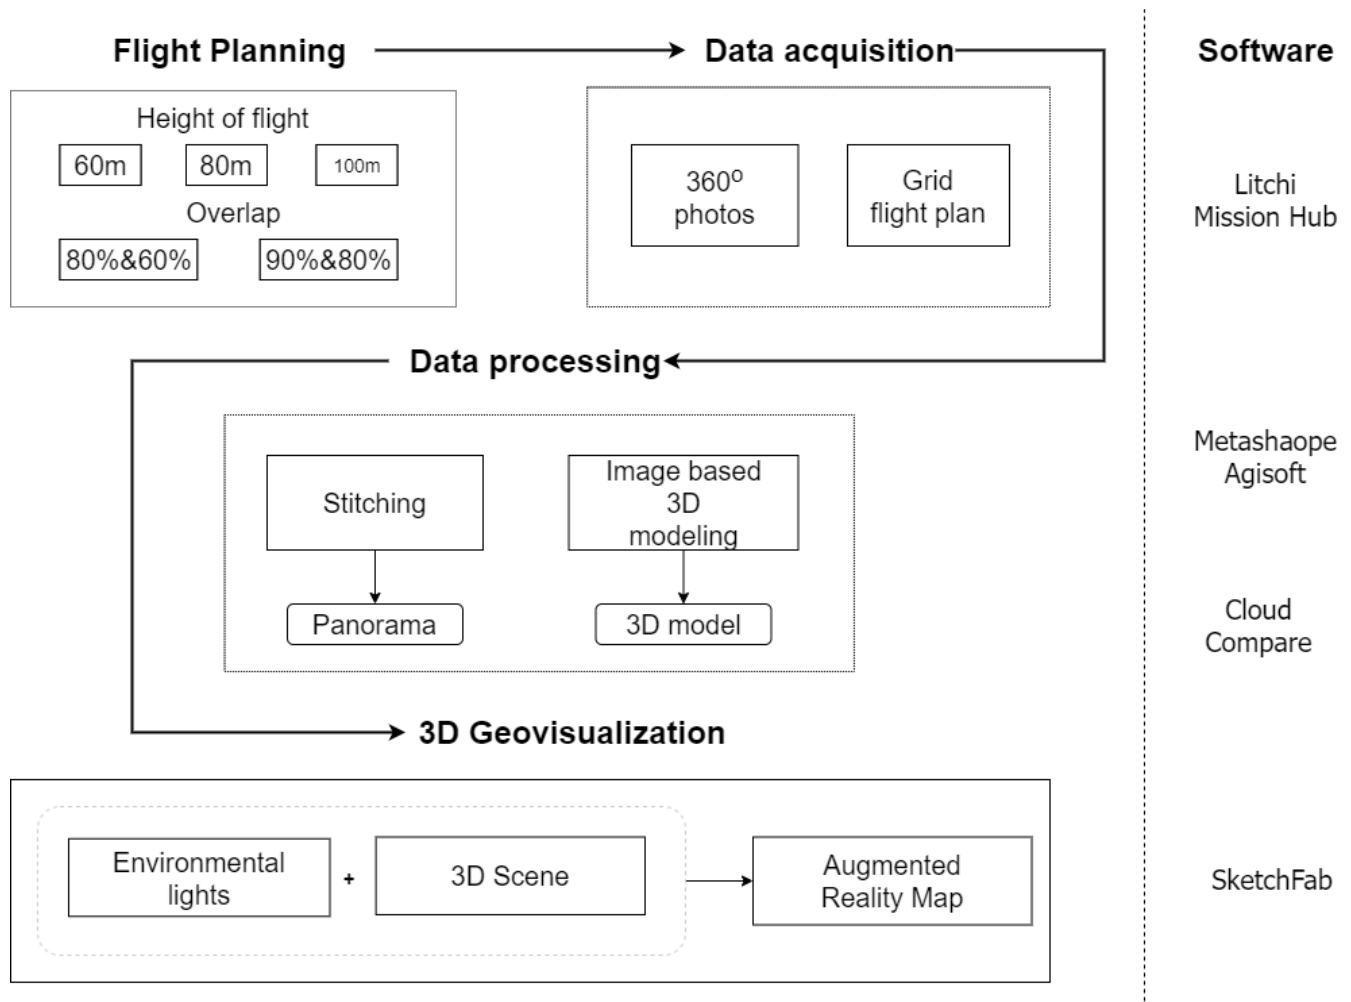 Flight Planning
Data acquisition
Software
Height of flight
60m
80m
100m
Overlap
80%&60%
90%&80%
360º
photos
Grid
flight plan
Litchi
Mission Hub
Data processing
Stitching
Image based
3D
modeling
Panorama
3D model
Metashaope
Agisoft
Cloud
Compare
3D Geovisualization
Environmental
lights
+
3D Scene
Augmented
Reality Map
SketchFab